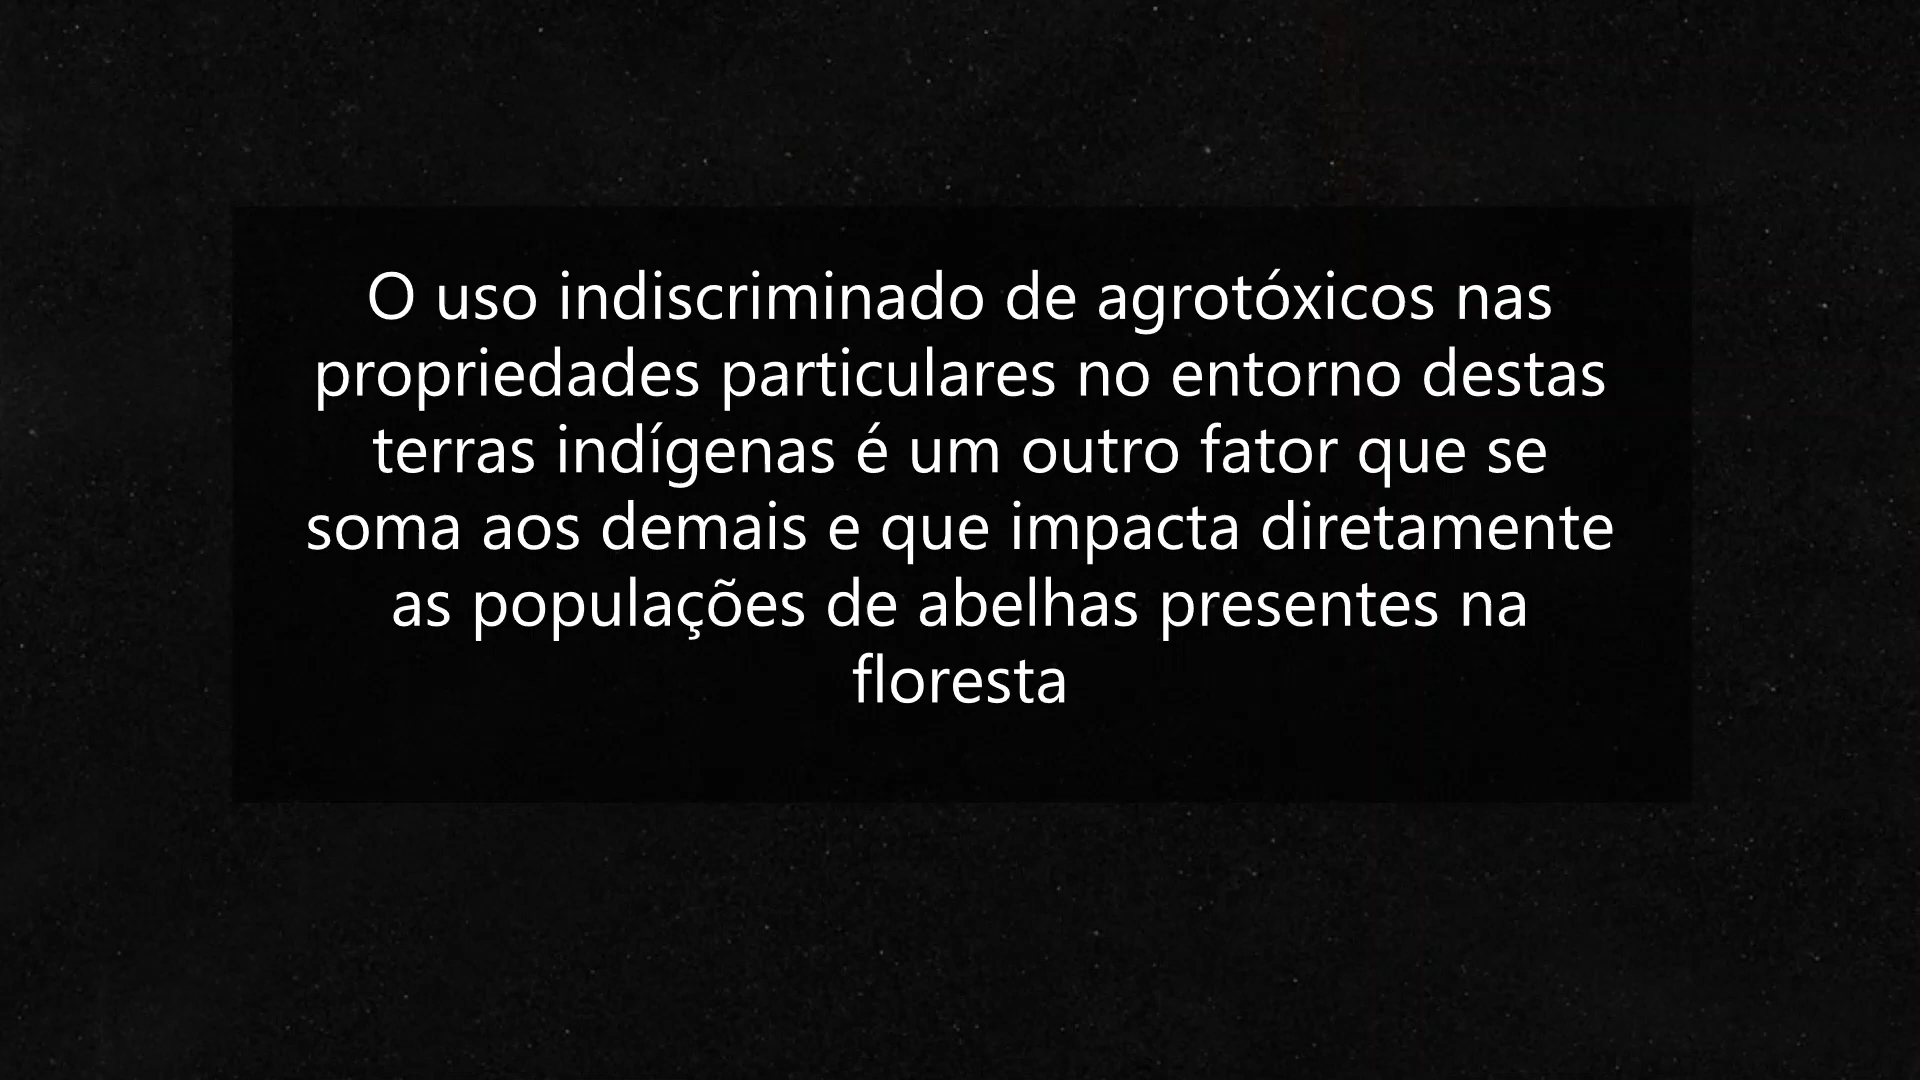 O uso indiscriminado de agrotóxicos nas
propriedades particulares no entorno destas
terras indígenas é um outro fator que se
soma aos demais e que impacta diretamente
as populações de abelhas presentes na
floresta